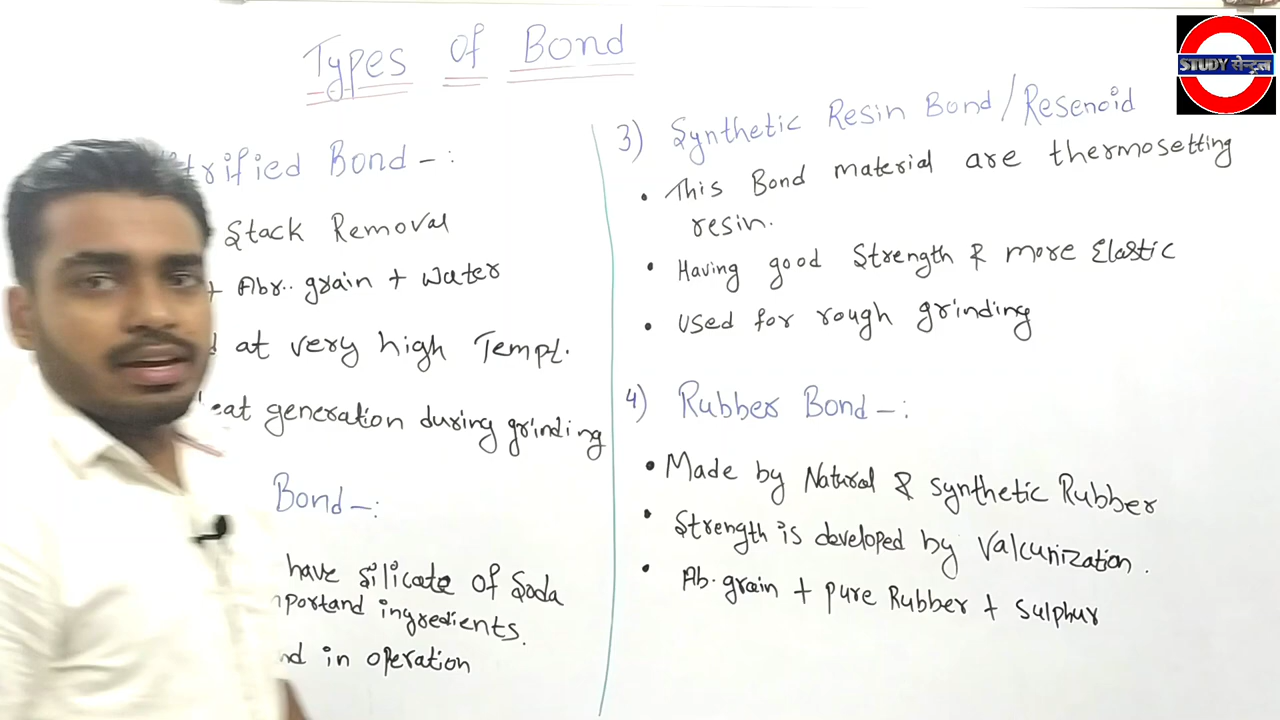 Types of Bond
STUDY सेन्ट्रल
trified Bond -:
Stack Removal
+ Abr.. grain + Water
at very high Tempt.
eat generation during grinding
Bond -:
have Silicate of Soda
mportand ingredients.
nd in operation
3) Synthetic Resin Bond/Resenoid
• This Bond material are thermosetting
resin.
• Having good Strength & more Elastic
• Used for rough grinding
4) Rubber Bond -:
• Made by Natural & Synthetic Rubber
• Strength is developed by Valcunization.
• Ab. grain + pure Rubber + Sulphur